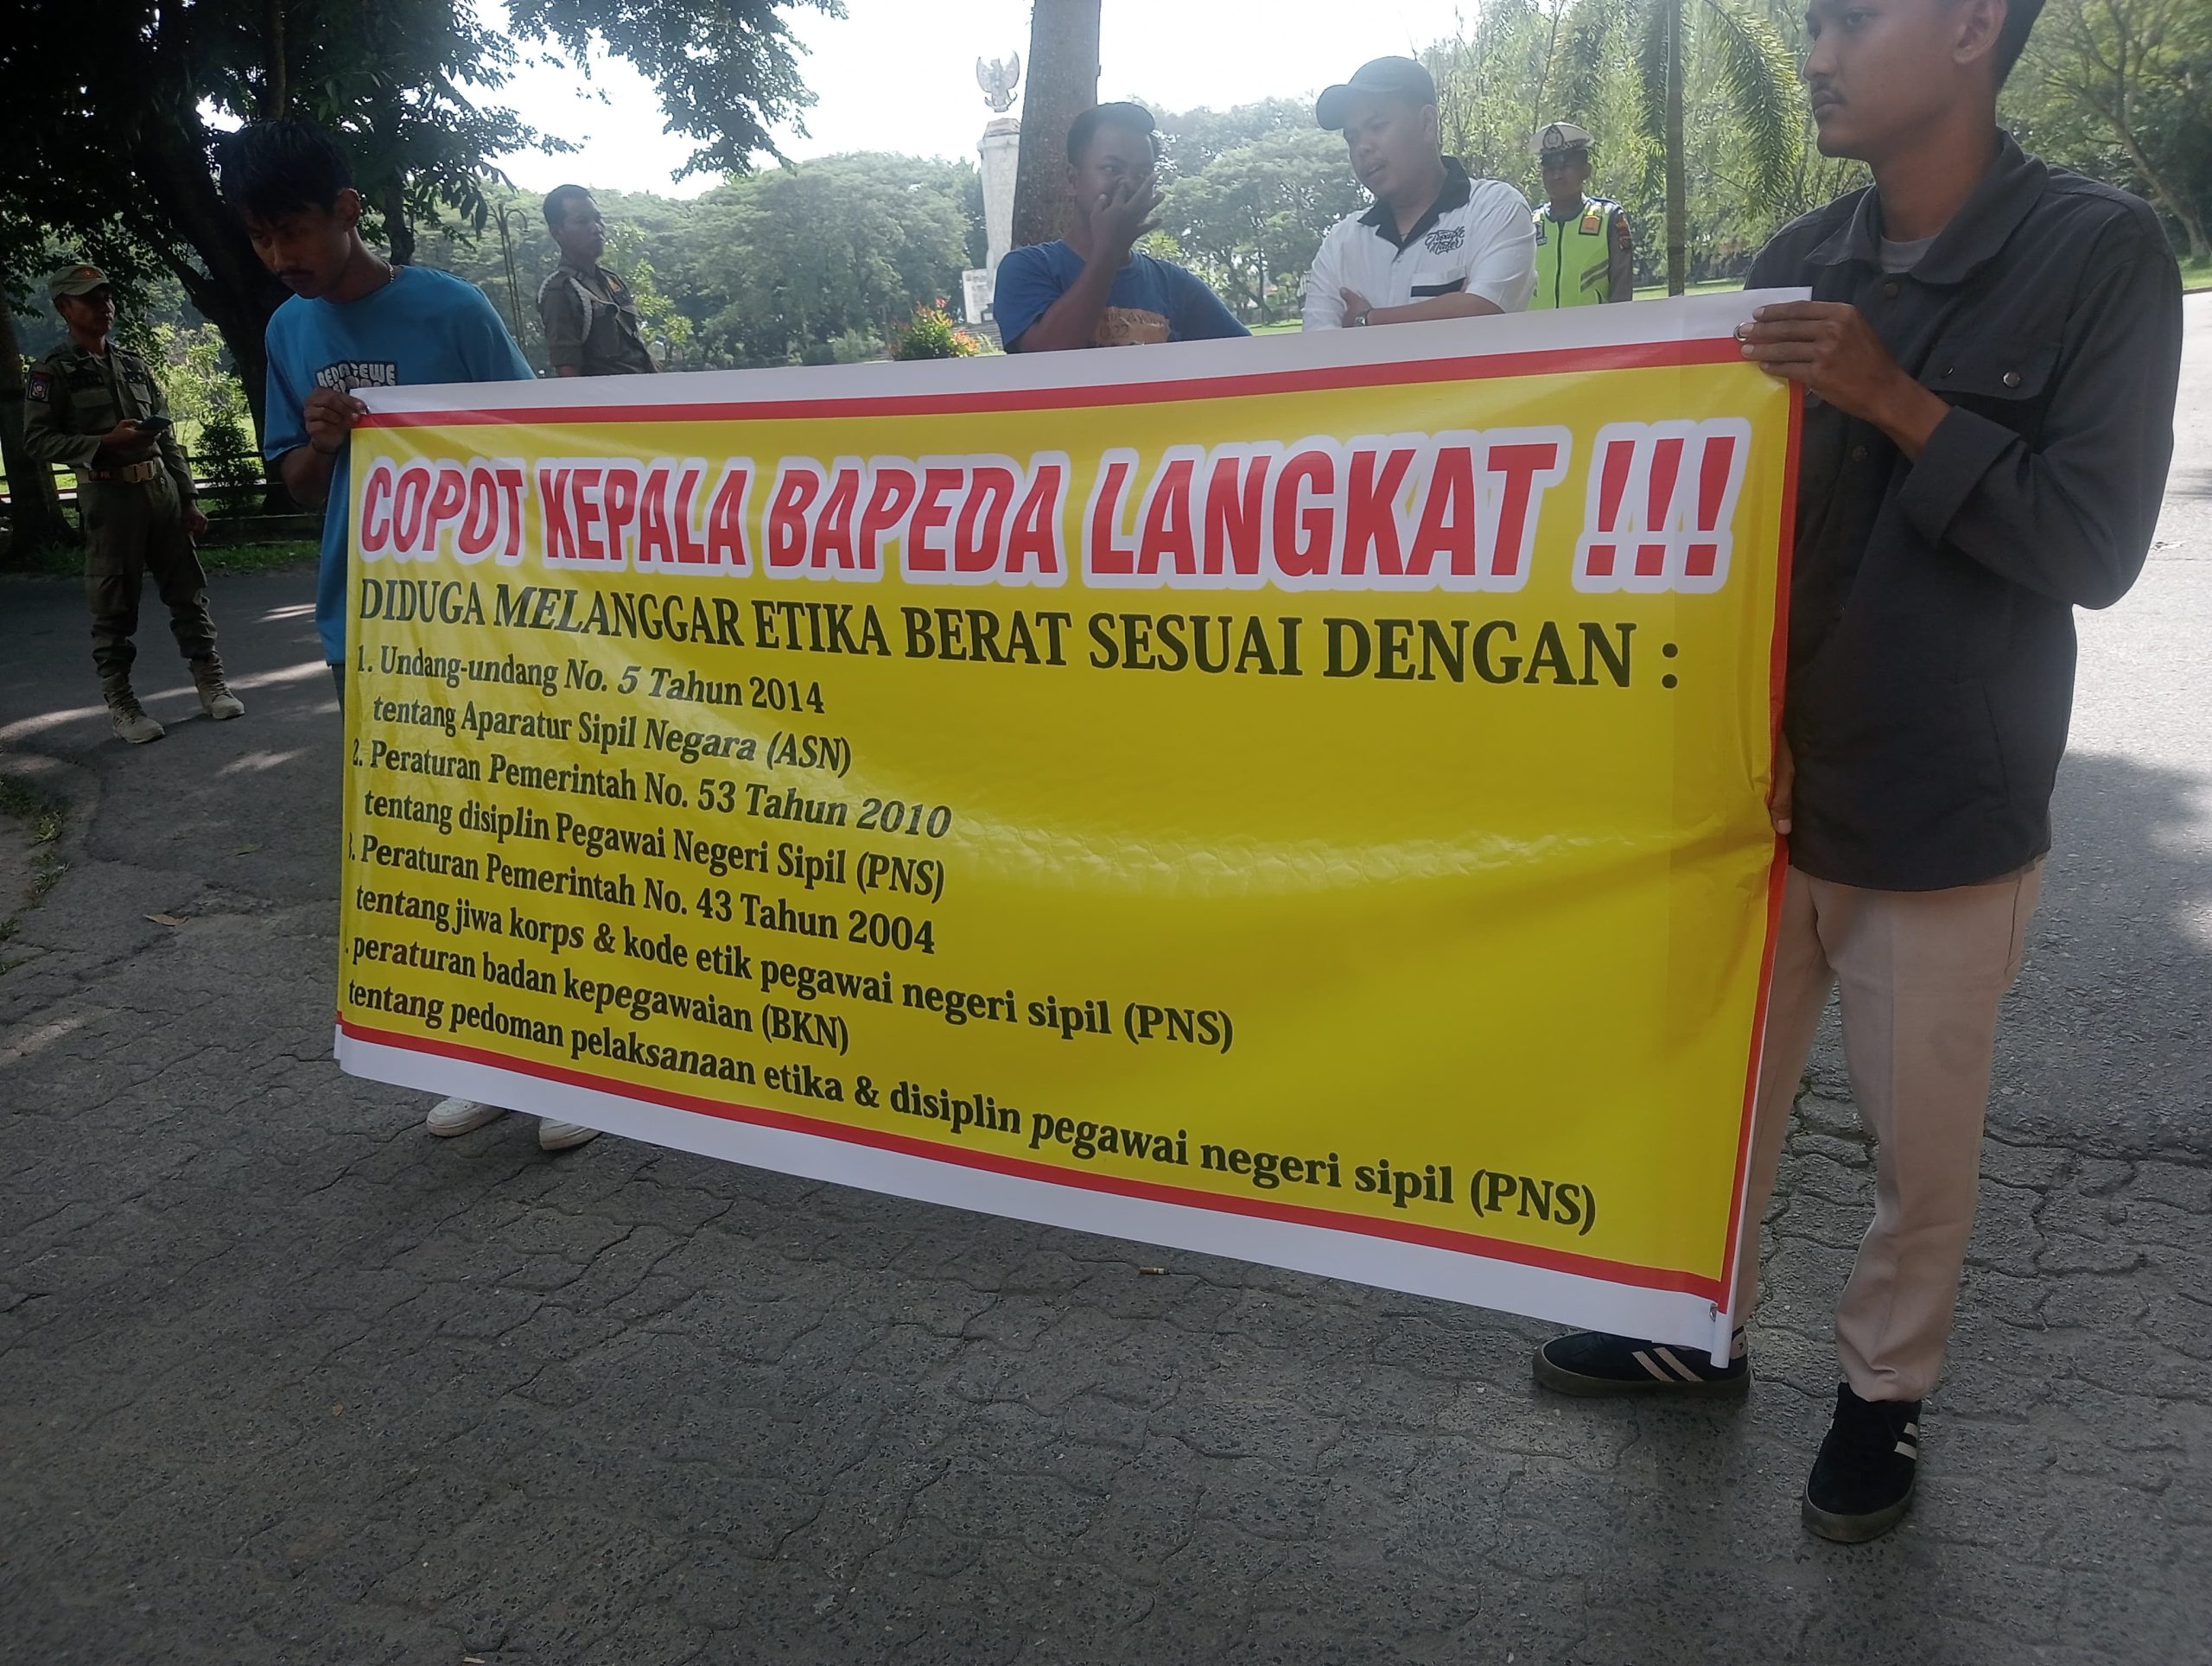 COPOT KEPALA BAPEDA LANGKAT !!!
DIDUGA MELANGGAR ETIKA BERAT SESUAI DENGAN :
1. Undang-undang No. 5 Tahun 2014
tentang Aparatur Sipil Negara (ASN)
2. Peraturan Pemerintah No. 53 Tahun 2010
tentang disiplin Pegawai Negeri Sipil (PNS)
. Peraturan Pemerintah No. 43 Tahun 2004
tentang jiwa korps & kode etik pegawai negeri sipil (PNS)
. peraturan badan kepegawaian (BKN)
tentang pedoman pelaksanaan etika & disiplin pegawai negeri sipil (PNS)